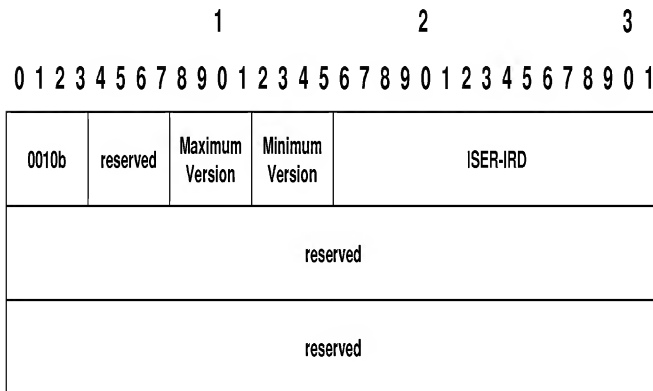 1 2 3
0 1 2 3 4 5 6 7 8 9 0 1 2 3 4 5 6 7 8 9 0 1 2 3 4 5 6 7 8 9 0 1
0010b reserved Maximum Version Minimum Version ISER-IRD
reserved
reserved